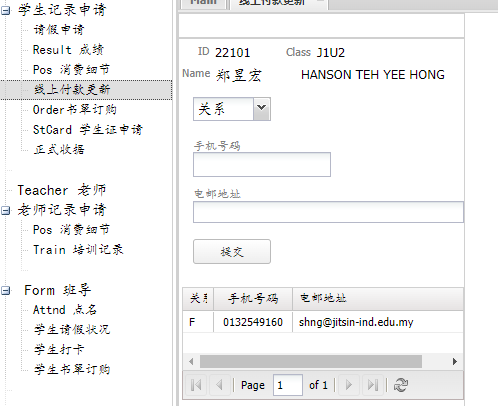 学生记录申请
请假申请
Result 成绩
Pos 消费细节
线上付款更新
Order书单订购
StCard 学生证申请
正式收据
Teacher 老师
老师记录申请
Pos 消费细节
Train 培训记录
Form 班导
Attnd 点名
学生请假状况
学生打卡
学生书单订购
Main 线上付款更新
ID 22101 Class J1U2
Name 郑昱宏 HANSON TEH YEE HONG
关系
手机号码
电邮地址
提交
关系 手机号码 电邮地址
F 0132549160 shng@jitsin-ind.edu.my
Page 1 of 1